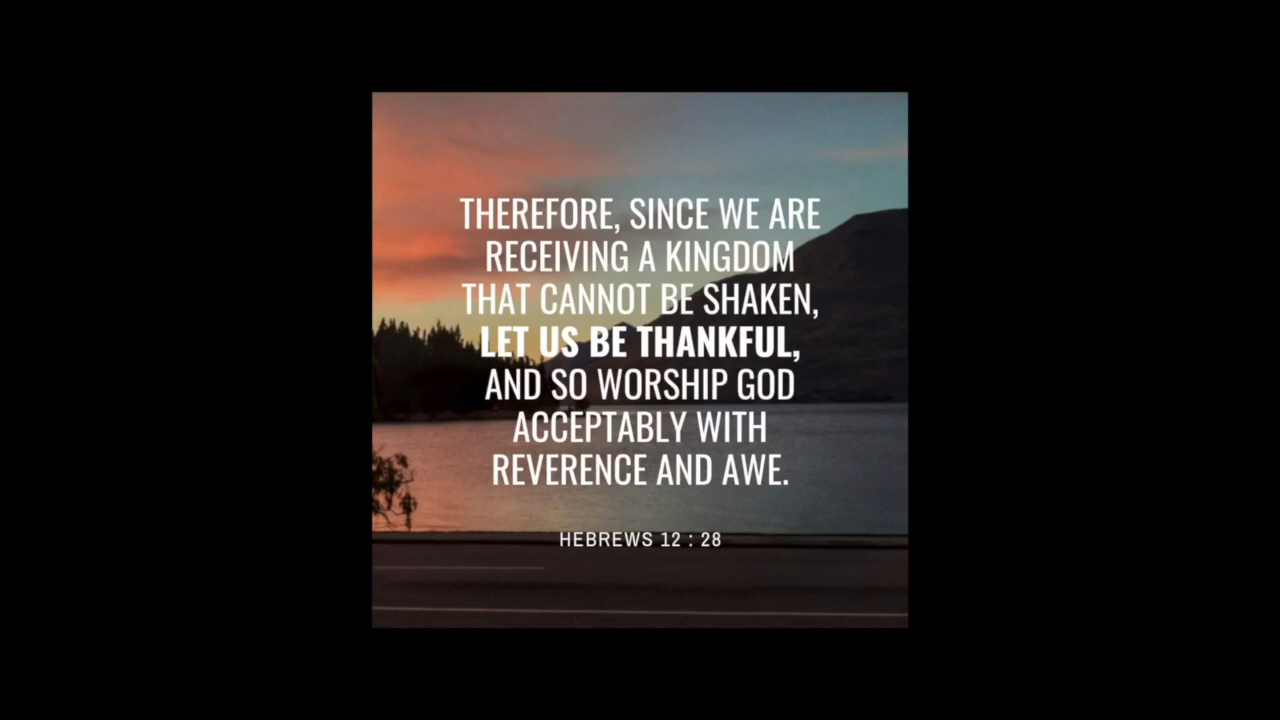 THEREFORE, SINCE WE ARE
RECEIVING A KINGDOM
THAT CANNOT BE SHAKEN,
LET US BE THANKFUL,
AND SO WORSHIP GOD
ACCEPTABLY WITH
REVERENCE AND AWE.
HEBREWS 12 : 28